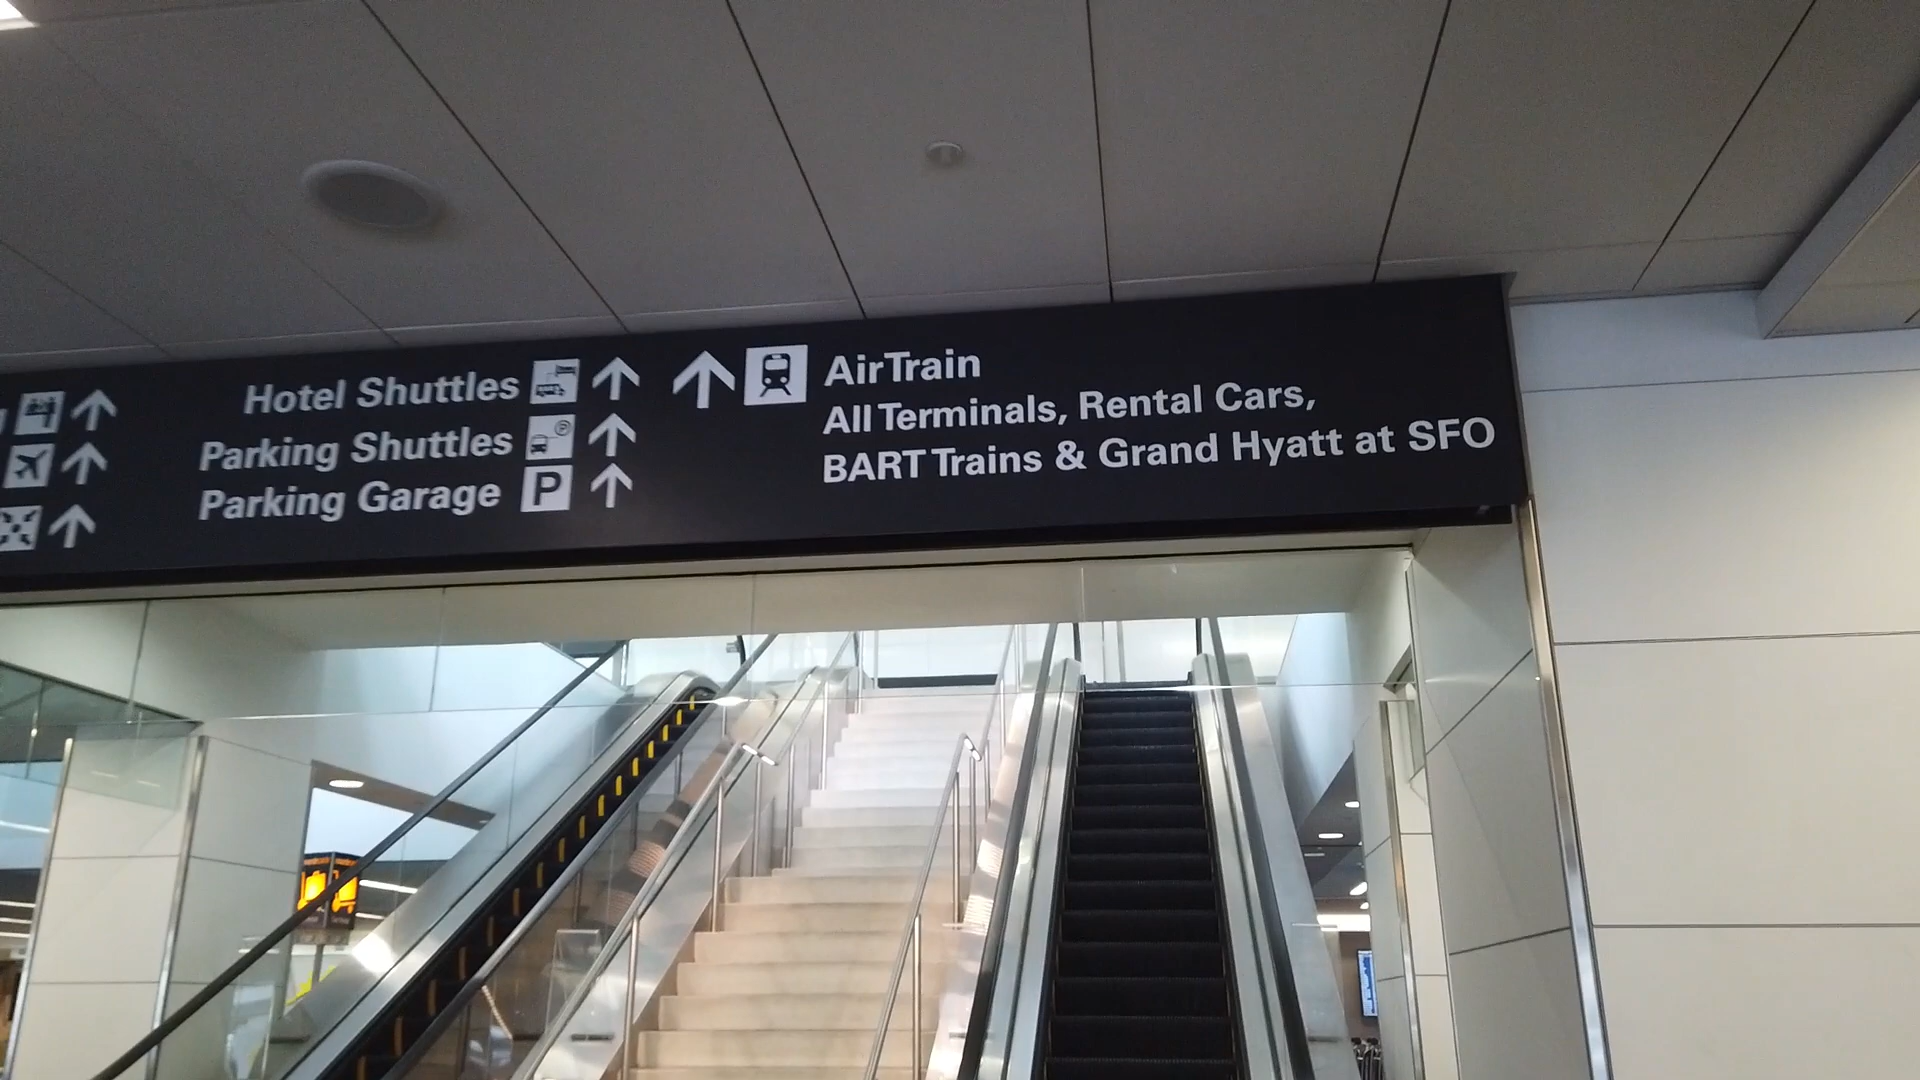 Hotel Shuttles
Parking Shuttles
Parking Garage P
AirTrain
All Terminals, Rental Cars,
BART Trains & Grand Hyatt at SFO